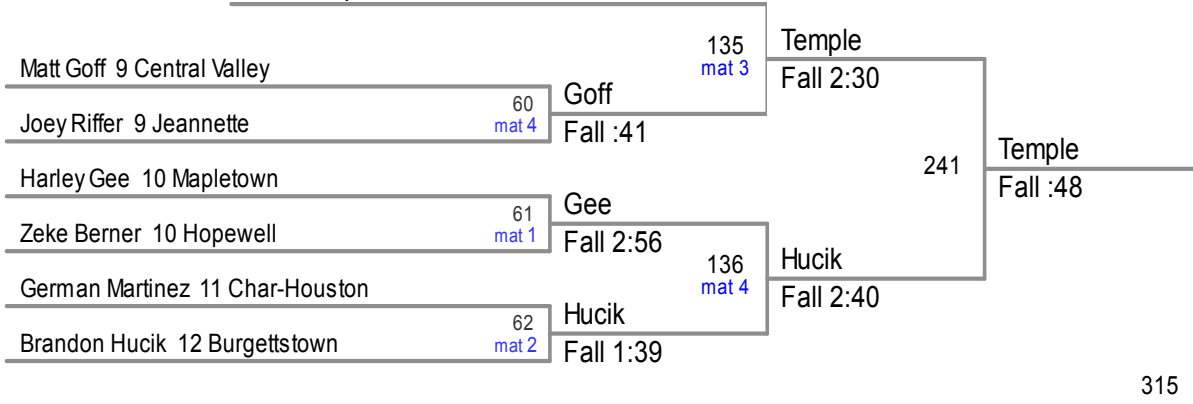 135
mat 3
Temple
Fall 2:30
Matt Goff 9 Central Valley
60
mat 4
Goff
Fall :41
Joey Riffer 9 Jeannette
241
Temple
Fall :48
Harley Gee 10 Mapletown
61
mat 1
Gee
Fall 2:56
Zeke Berner 10 Hopewell
136
mat 4
Hucik
Fall 2:40
German Martinez 11 Char-Houston
62
mat 2
Hucik
Fall 1:39
Brandon Hucik 12 Burgettstown
315